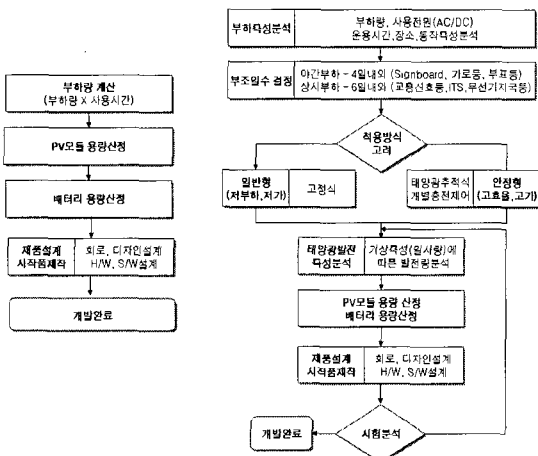 부하량 계산
(부하량 X 사용시간)
PV모듈 용량산정
배터리 용량산정
제품설계
시작품제작
회로, 디자인설계
H/W, S/W설계
개발완료
부하특성분석
부하량, 사용전원(AC/DC)
운용시간,장소,동작특성분석
부조일수 결정
야간부하 - 4일내외 (Signboard, 가로등, 부표등)
상시부하 - 6일내외 (교통신호등,ITS,무선기지국등)
적용방식
고려
일반형
(저부하,저가)
고정식
태양광추적식
개별충전제어
안정형
(고효율,고가)
태양광발전
특성분석
기상특성(일사량)에
따른 발전량분석
PV모듈 용량 산정
배터리 용량산정
제품설계
시작품제작
회로, 디자인설계
H/W, S/W설계
시험분석
개발완료